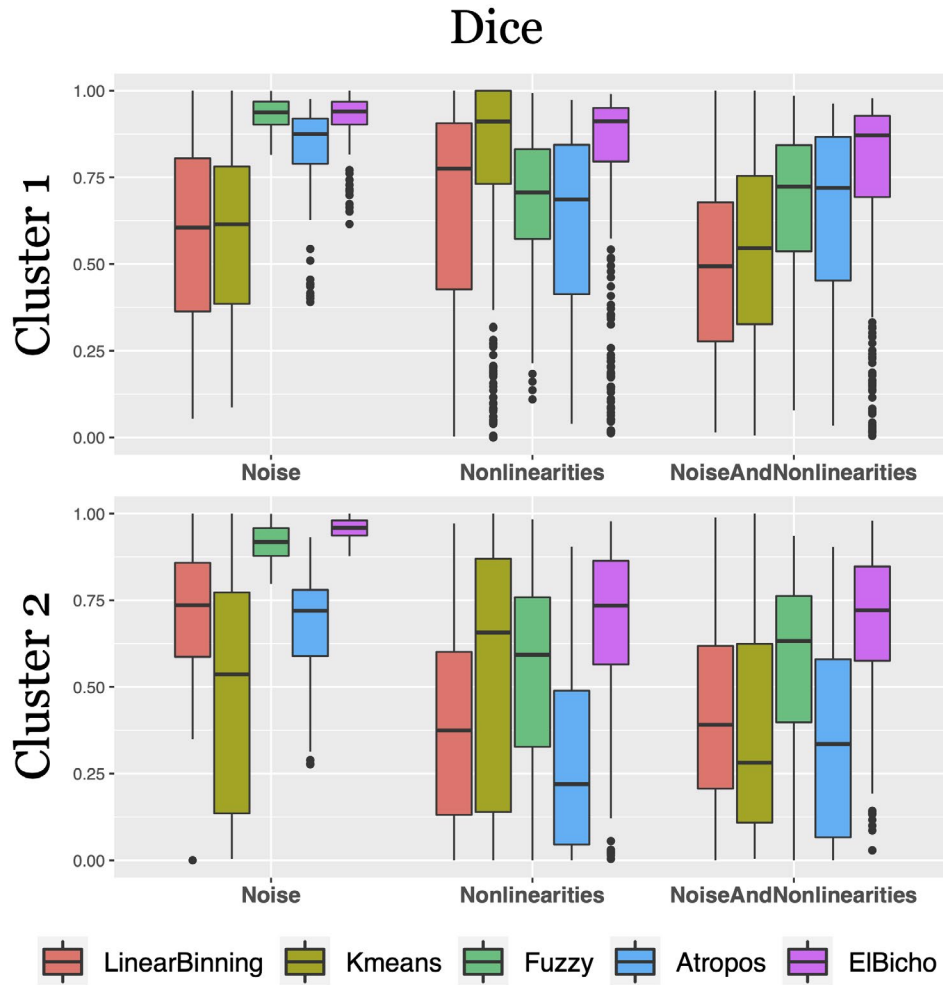 Dice
Cluster 1
1.00
0.75
0.50
0.25
0.00
Noise Nonlinearities NoiseAndNonlinearities
Cluster 2
1.00
0.75
0.50
0.25
0.00
Noise Nonlinearities NoiseAndNonlinearities
LinearBinning Kmeans Fuzzy Atropos ElBicho